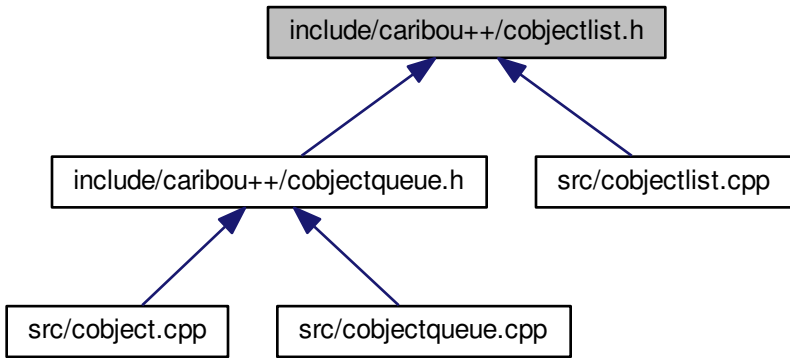 include/caribou++/cobjectlist.h
include/caribou++/cobjectqueue.h
src/cobjectlist.cpp
src/cobject.cpp
src/cobjectqueue.cpp